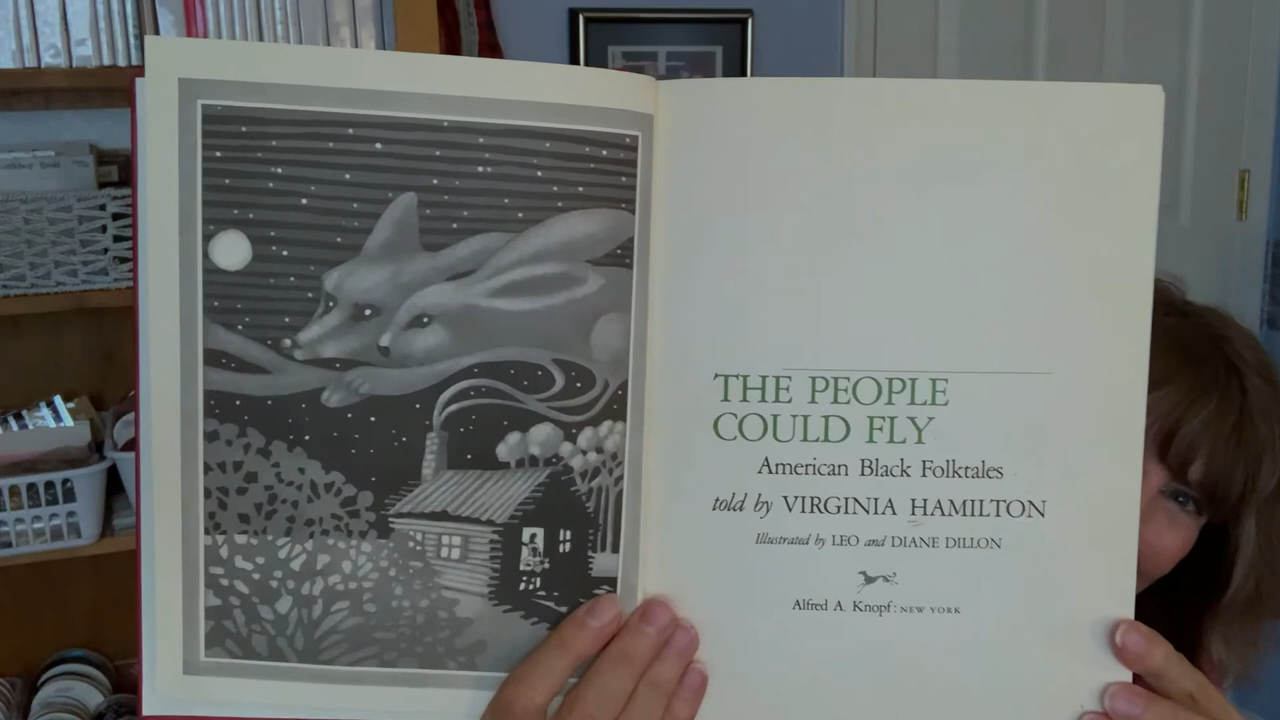 THE PEOPLE
COULD FLY
American Black Folktales
told by VIRGINIA HAMILTON
Illustrated by LEO and DIANE DILLON
Alfred A. Knopf: NEW YORK